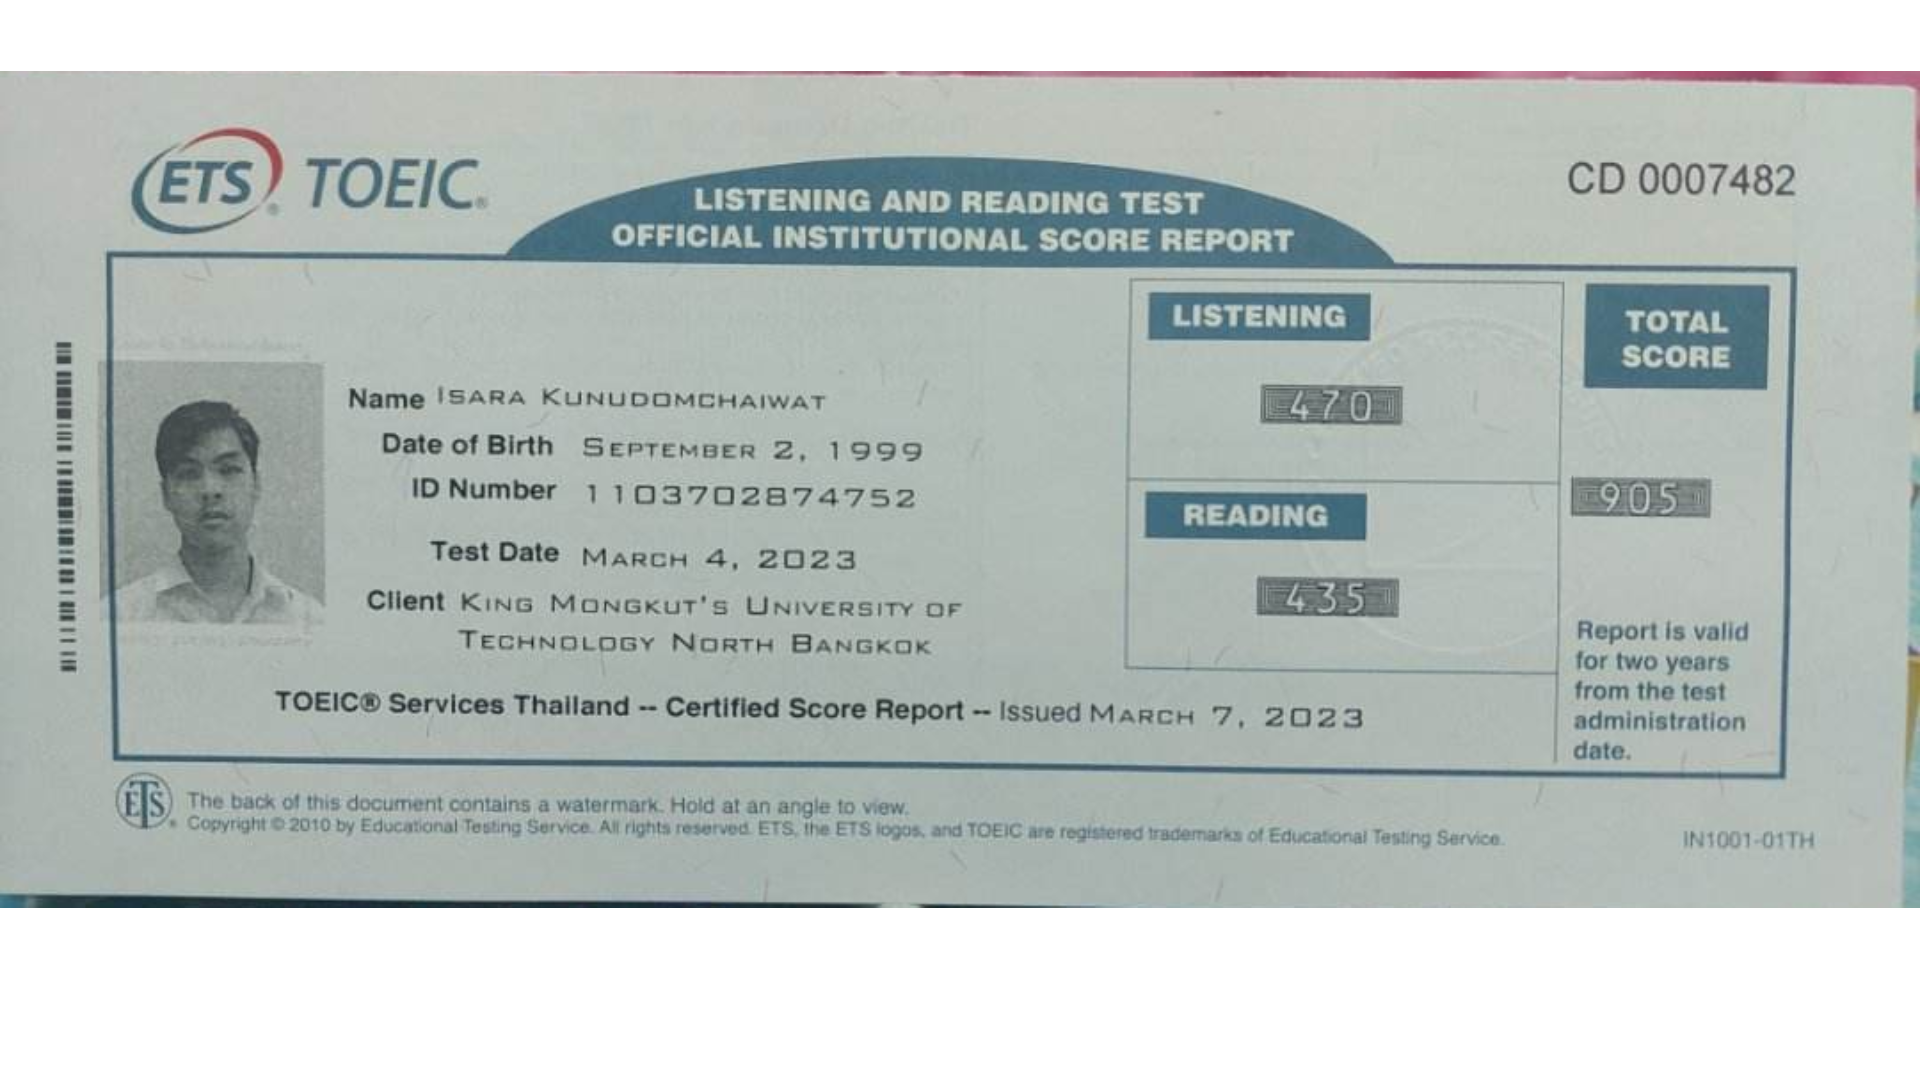 ETS® TOEIC®
LISTENING AND READING TEST
OFFICIAL INSTITUTIONAL SCORE REPORT
CD 0007482
Name ISARA KUNUDOMCHAIWAT
Date of Birth SEPTEMBER 2, 1999
ID Number 1103702874752
Test Date MARCH 4, 2023
Client KING MONGKUT'S UNIVERSITY OF
TECHNOLOGY NORTH BANGKOK
LISTENING
470
READING
435
TOTAL
SCORE
905
Report is valid
for two years
from the test
administration
date.
TOEIC® Services Thailand -- Certified Score Report -- Issued MARCH 7, 2023
ETS®
The back of this document contains a watermark. Hold at an angle to view.
Copyright © 2010 by Educational Testing Service. All rights reserved. ETS, the ETS logos, and TOEIC are registered trademarks of Educational Testing Service.
IN1001-01TH